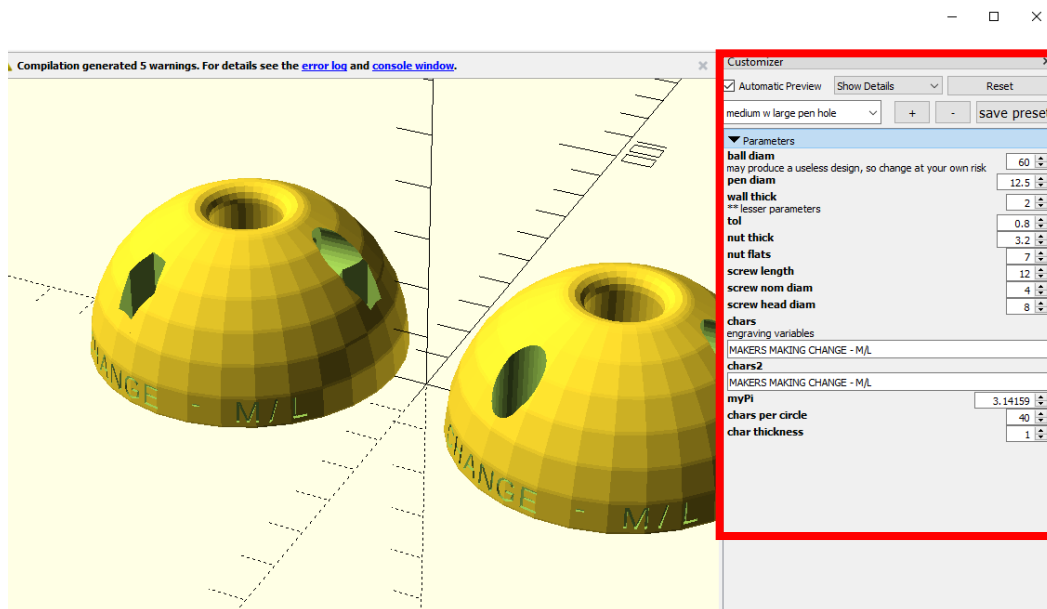 Compilation generated 5 warnings. For details see the error log and console window.
Customizer
Automatic Preview Show Details Reset
medium w large pen hole + - save preset
Parameters
ball diam
may produce a useless design, so change at your own risk 60
pen diam 12.5
wall thick 2
** lesser parameters
tol 0.8
nut thick 3.2
nut flats 7
screw length 12
screw nom diam 4
screw head diam 8
chars
engraving variables
MAKERS MAKING CHANGE - M/L
chars2
MAKERS MAKING CHANGE - M/L
myPi 3.14159
chars per circle 40
char thickness 1
HANGE - M/L
HANGE - M/L